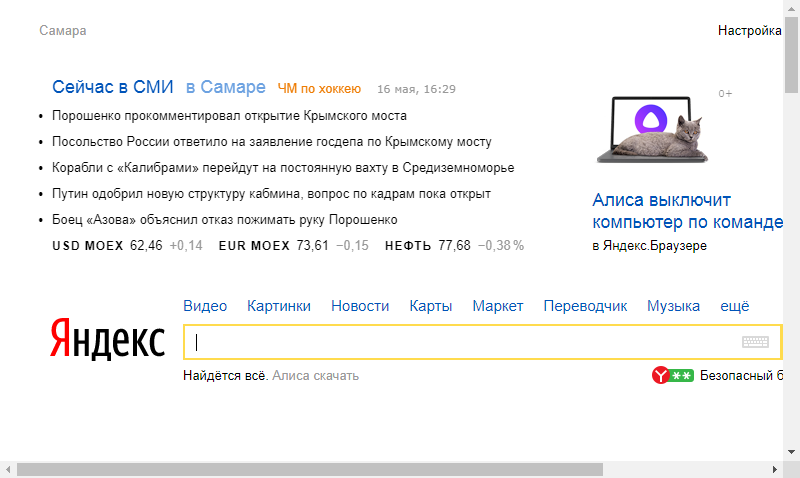 Самара
Настройка
Сейчас в СМИ в Самаре ЧМ по хоккею 16 мая, 16:29
0+
Порошенко прокомментировал открытие Крымского моста
Посольство России ответило на заявление госдепа по Крымскому мосту
Корабли с «Калибрами» перейдут на постоянную вахту в Средиземноморье
Путин одобрил новую структуру кабмина, вопрос по кадрам пока открыт
Боец «Азова» объяснил отказ пожимать руку Порошенко
USD MOEX 62,46 +0,14 EUR MOEX 73,61 −0,15 НЕФТЬ 77,68 −0,38%
Алиса выключит
компьютер по команде
в Яндекс.Браузере
Видео Картинки Новости Карты Маркет Переводчик Музыка ещё
Яндекс
Найдётся всё. Алиса скачать
Безопасный б